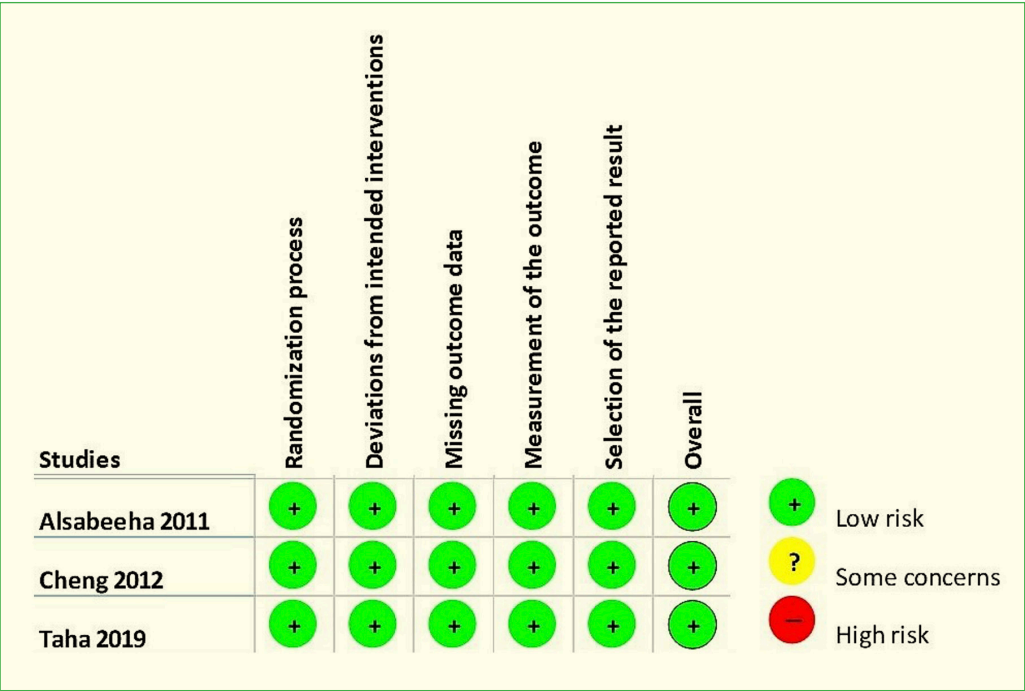 Randomization process
Deviations from intended interventions
Missing outcome data
Measurement of the outcome
Selection of the reported result
Overall
Studies
Alsabeeha 2011 + + + + + +
Cheng 2012 + + + + + +
Taha 2019 + + + + + +
+ Low risk
? Some concerns
– High risk